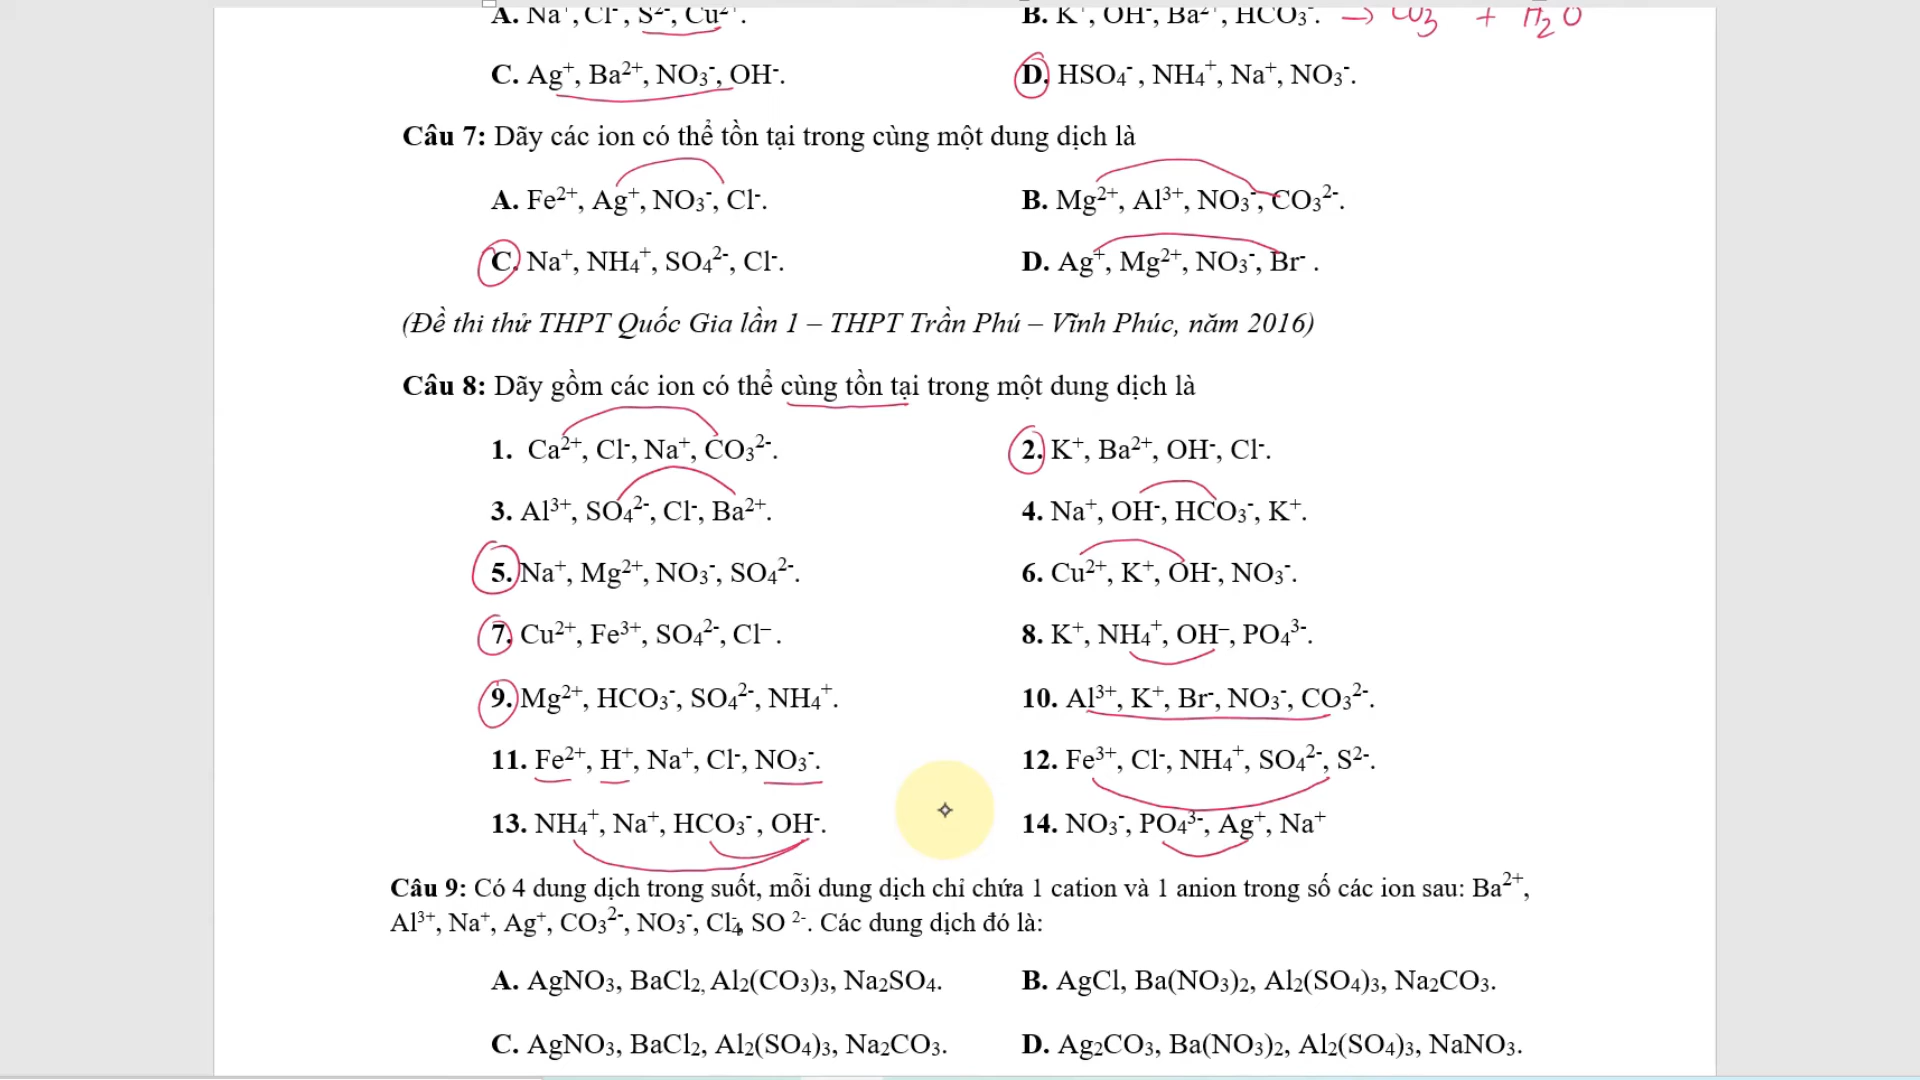 A. Na⁺, Cl⁻, S²⁻, Cu²⁺. B. K⁺, OH⁻, Ba²⁺, HCO₃⁻. → CO₃ + H₂O
C. Ag⁺, Ba²⁺, NO₃⁻, OH⁻. D. HSO₄⁻ , NH₄⁺, Na⁺, NO₃⁻.
Câu 7: Dãy các ion có thể tồn tại trong cùng một dung dịch là
A. Fe²⁺, Ag⁺, NO₃⁻, Cl⁻. B. Mg²⁺, Al³⁺, NO₃⁻, CO₃²⁻.
C. Na⁺, NH₄⁺, SO₄²⁻, Cl⁻. D. Ag⁺, Mg²⁺, NO₃⁻, Br⁻ .
(Đề thi thử THPT Quốc Gia lần 1 – THPT Trần Phú – Vĩnh Phúc, năm 2016)
Câu 8: Dãy gồm các ion có thể cùng tồn tại trong một dung dịch là
1. Ca²⁺, Cl⁻, Na⁺, CO₃²⁻. 2. K⁺, Ba²⁺, OH⁻, Cl⁻.
3. Al³⁺, SO₄²⁻, Cl⁻, Ba²⁺. 4. Na⁺, OH⁻, HCO₃⁻, K⁺.
5. Na⁺, Mg²⁺, NO₃⁻, SO₄²⁻. 6. Cu²⁺, K⁺, OH⁻, NO₃⁻.
7. Cu²⁺, Fe³⁺, SO₄²⁻, Cl⁻ . 8. K⁺, NH₄⁺, OH⁻, PO₄³⁻.
9. Mg²⁺, HCO₃⁻, SO₄²⁻, NH₄⁺. 10. Al³⁺, K⁺, Br⁻, NO₃⁻, CO₃²⁻.
11. Fe²⁺, H⁺, Na⁺, Cl⁻, NO₃⁻. 12. Fe³⁺, Cl⁻, NH₄⁺, SO₄²⁻, S²⁻.
13. NH₄⁺, Na⁺, HCO₃⁻ , OH⁻. 14. NO₃⁻, PO₄³⁻, Ag⁺, Na⁺
Câu 9: Có 4 dung dịch trong suốt, mỗi dung dịch chỉ chứa 1 cation và 1 anion trong số các ion sau: Ba²⁺,
Al³⁺, Na⁺, Ag⁺, CO₃²⁻, NO₃⁻, Cl⁻₄, SO ²⁻. Các dung dịch đó là:
A. AgNO₃, BaCl₂, Al₂(CO₃)₃, Na₂SO₄. B. AgCl, Ba(NO₃)₂, Al₂(SO₄)₃, Na₂CO₃.
C. AgNO₃, BaCl₂, Al₂(SO₄)₃, Na₂CO₃. D. Ag₂CO₃, Ba(NO₃)₂, Al₂(SO₄)₃, NaNO₃.